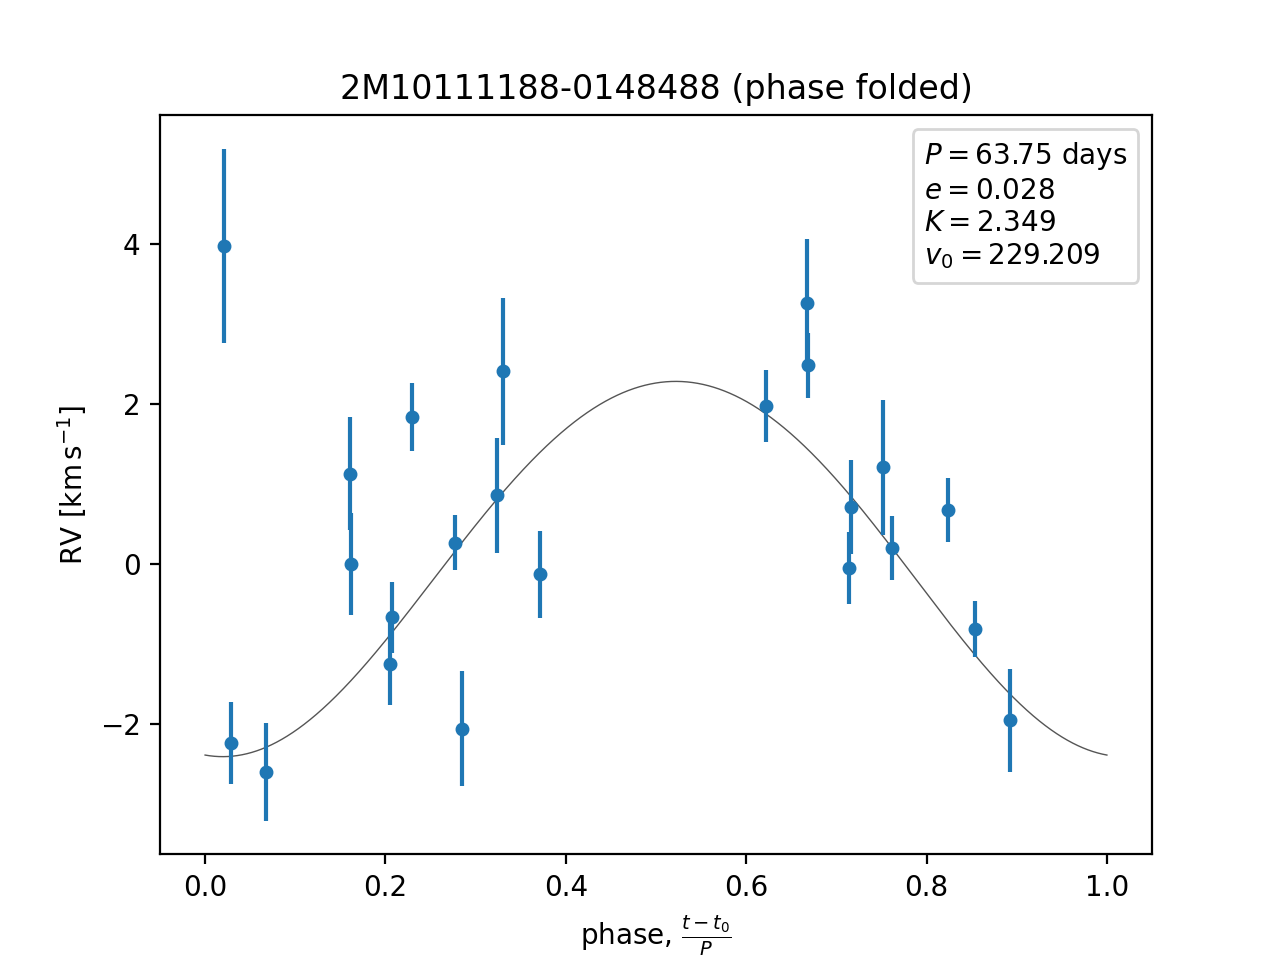 2M10111188-0148488 (phase folded)
P = 63.75 days
e = 0.028
K = 2.349
v₀ = 229.209
RV [km s⁻¹]
4
2
0
−2
0.0 0.2 0.4 0.6 0.8 1.0
phase, (t − t₀)/P